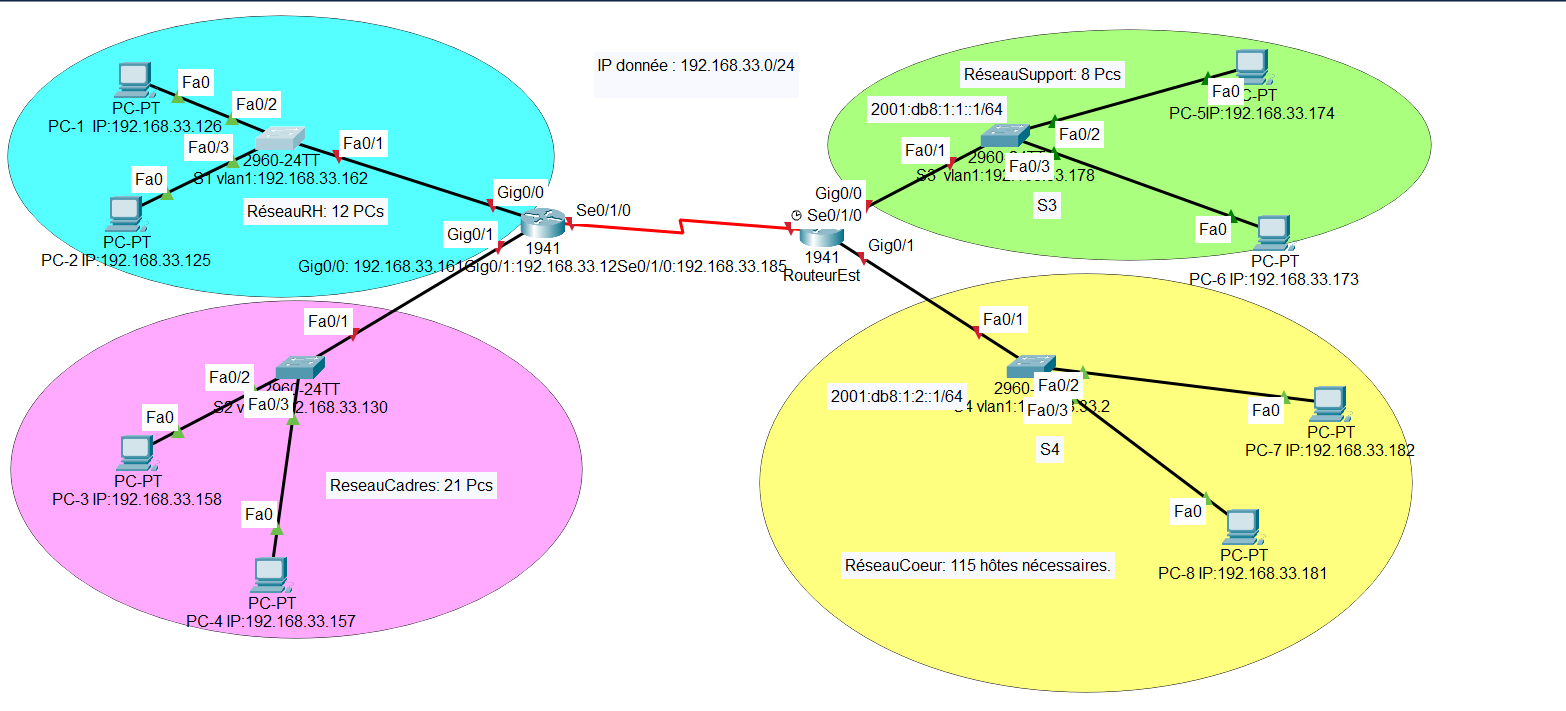 IP donnée : 192.168.33.0/24
Fa0
PC-PT
PC-1 IP:192.168.33.126
Fa0/2
Fa0/3
Fa0/1
2960-24TT
S1 vlan1:192.168.33.162
Fa0
PC-PT
PC-2 IP:192.168.33.125
RéseauRH: 12 PCs
Gig0/0
Se0/1/0
Gig0/1
1941
Gig0/0: 192.168.33.161Gig0/1:192.168.33.12Se0/1/0:192.168.33.185
RéseauSupport: 8 Pcs
2001:db8:1:1::1/64
Fa0
PC-5IP:192.168.33.174
Fa0/1
Fa0/2
Fa0/3
S3
Gig0/0
Se0/1/0
Gig0/1
1941
RouteurEst
Fa0
PC-PT
PC-6 IP:192.168.33.173
Fa0/1
Fa0/2
Fa0/3
Fa0
PC-PT
PC-3 IP:192.168.33.158
ReseauCadres: 21 Pcs
Fa0
PC-PT
PC-4 IP:192.168.33.157
Fa0/1
2001:db8:1:2::1/64
Fa0/2
Fa0/3
S4
Fa0
PC-PT
PC-7 IP:192.168.33.182
Fa0
PC-PT
PC-8 IP:192.168.33.181
RéseauCoeur: 115 hôtes nécessaires.